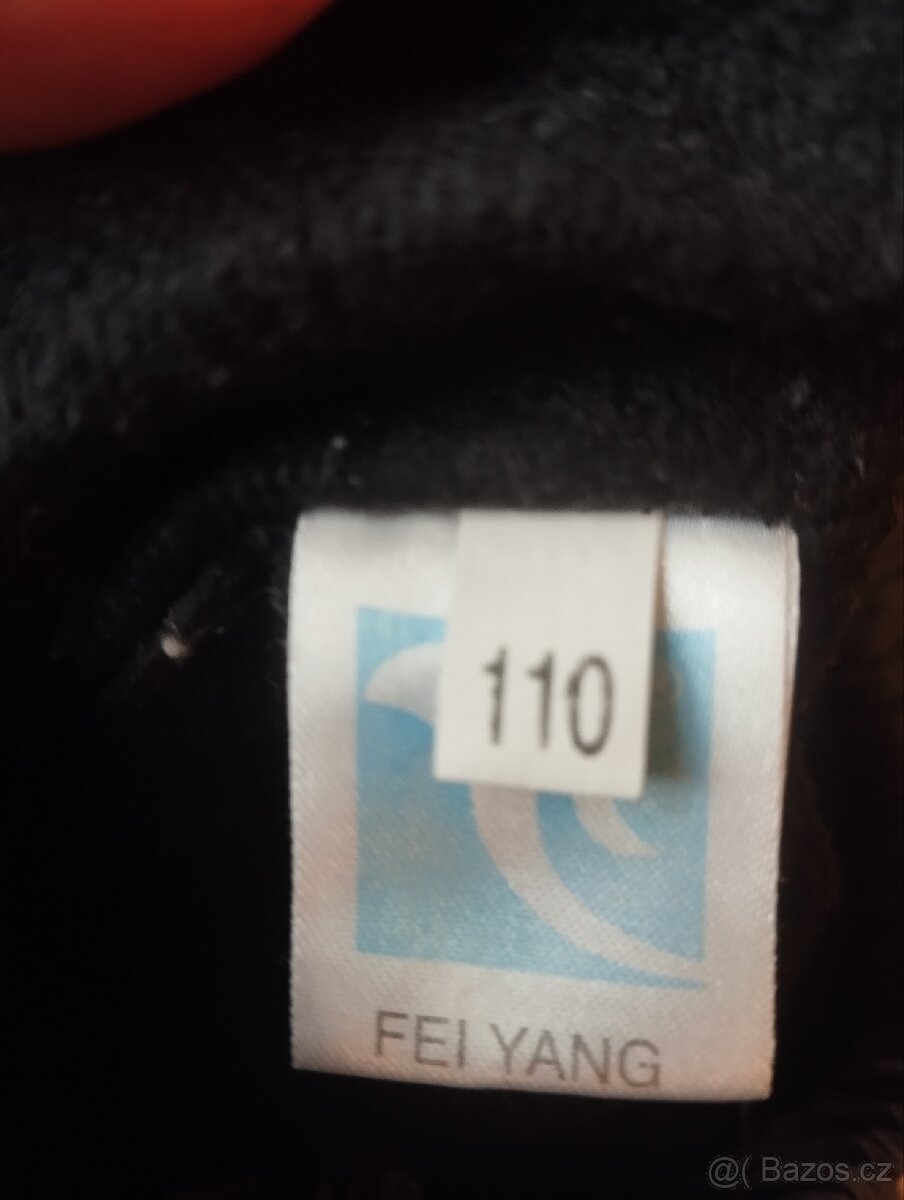 110
FEI YANG
@( Bazos.cz